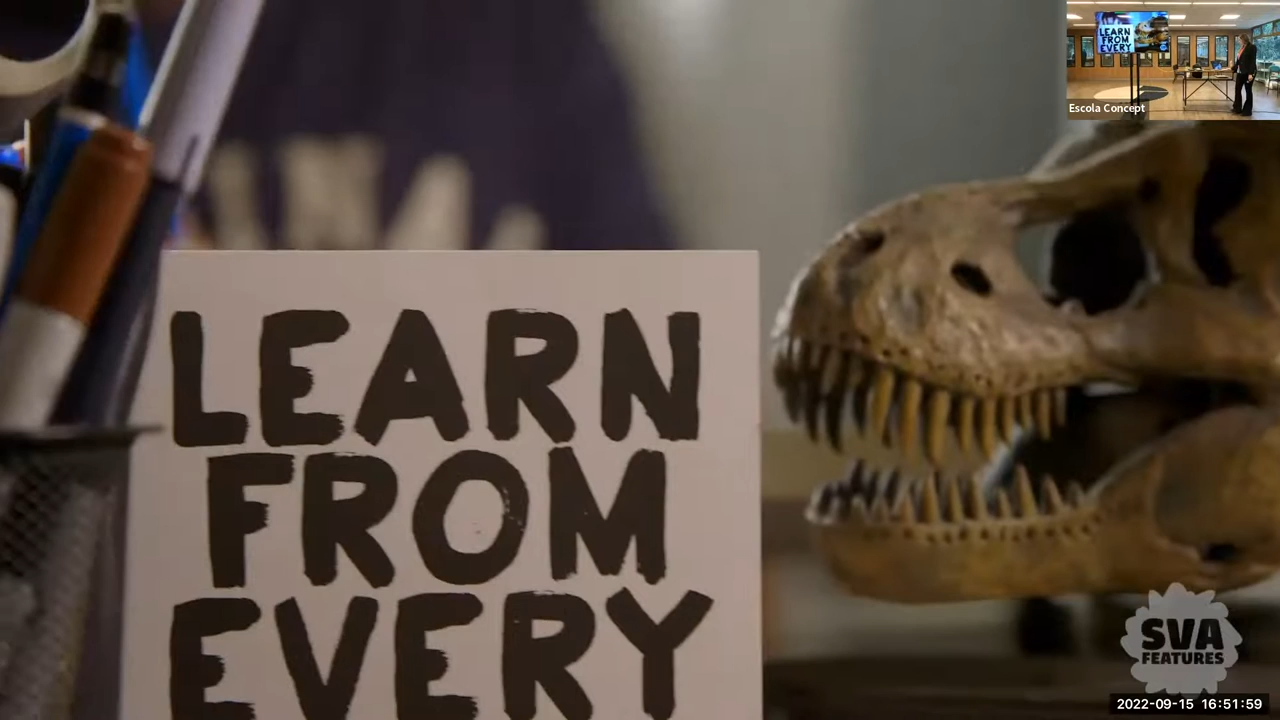 LEARN
FROM
EVERY
LEARN
FROM
EVERY
Escola Concept
SVA
FEATURES
2022-09-15 16:51:59